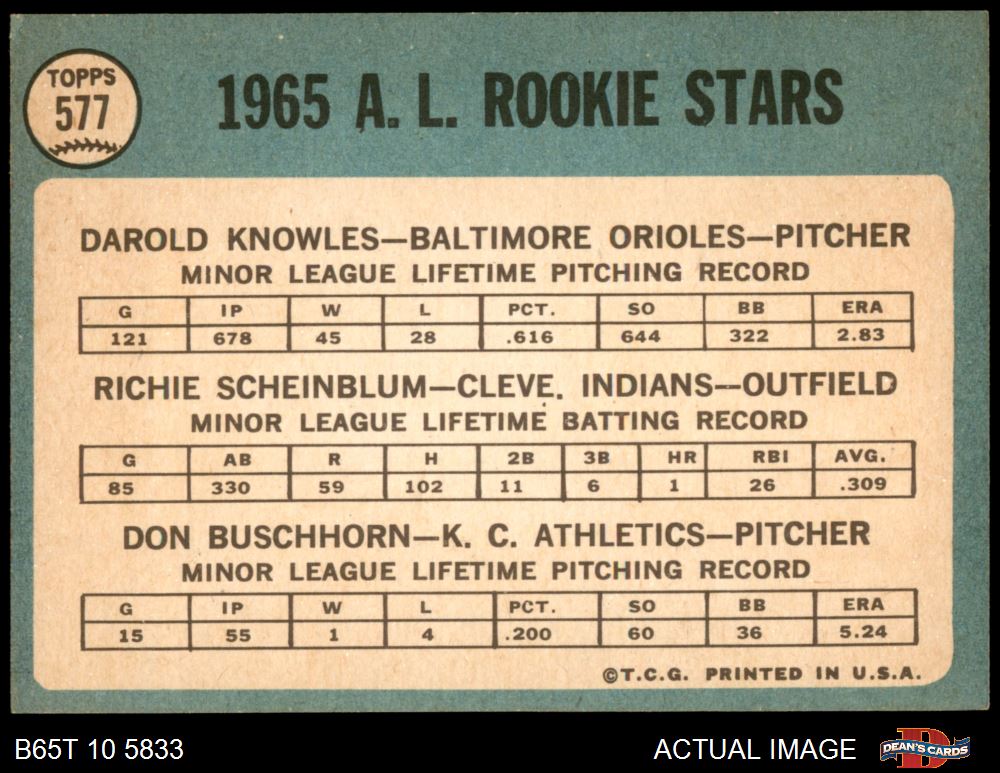 TOPPS
577
1965 A. L. ROOKIE STARS
DAROLD KNOWLES—BALTIMORE ORIOLES—PITCHER
MINOR LEAGUE LIFETIME PITCHING RECORD
G IP W L PCT. SO BB ERA
121 678 45 28 .616 644 322 2.83
RICHIE SCHEINBLUM—CLEVE. INDIANS—OUTFIELD
MINOR LEAGUE LIFETIME BATTING RECORD
G AB R H 2B 3B HR RBI AVG.
85 330 59 102 11 6 1 26 .309
DON BUSCHHORN—K. C. ATHLETICS—PITCHER
MINOR LEAGUE LIFETIME PITCHING RECORD
G IP W L PCT. SO BB ERA
15 55 1 4 .200 60 36 5.24
©T.C.G. PRINTED IN U.S.A.
B65T 10 5833 ACTUAL IMAGE
DEAN'S CARDS